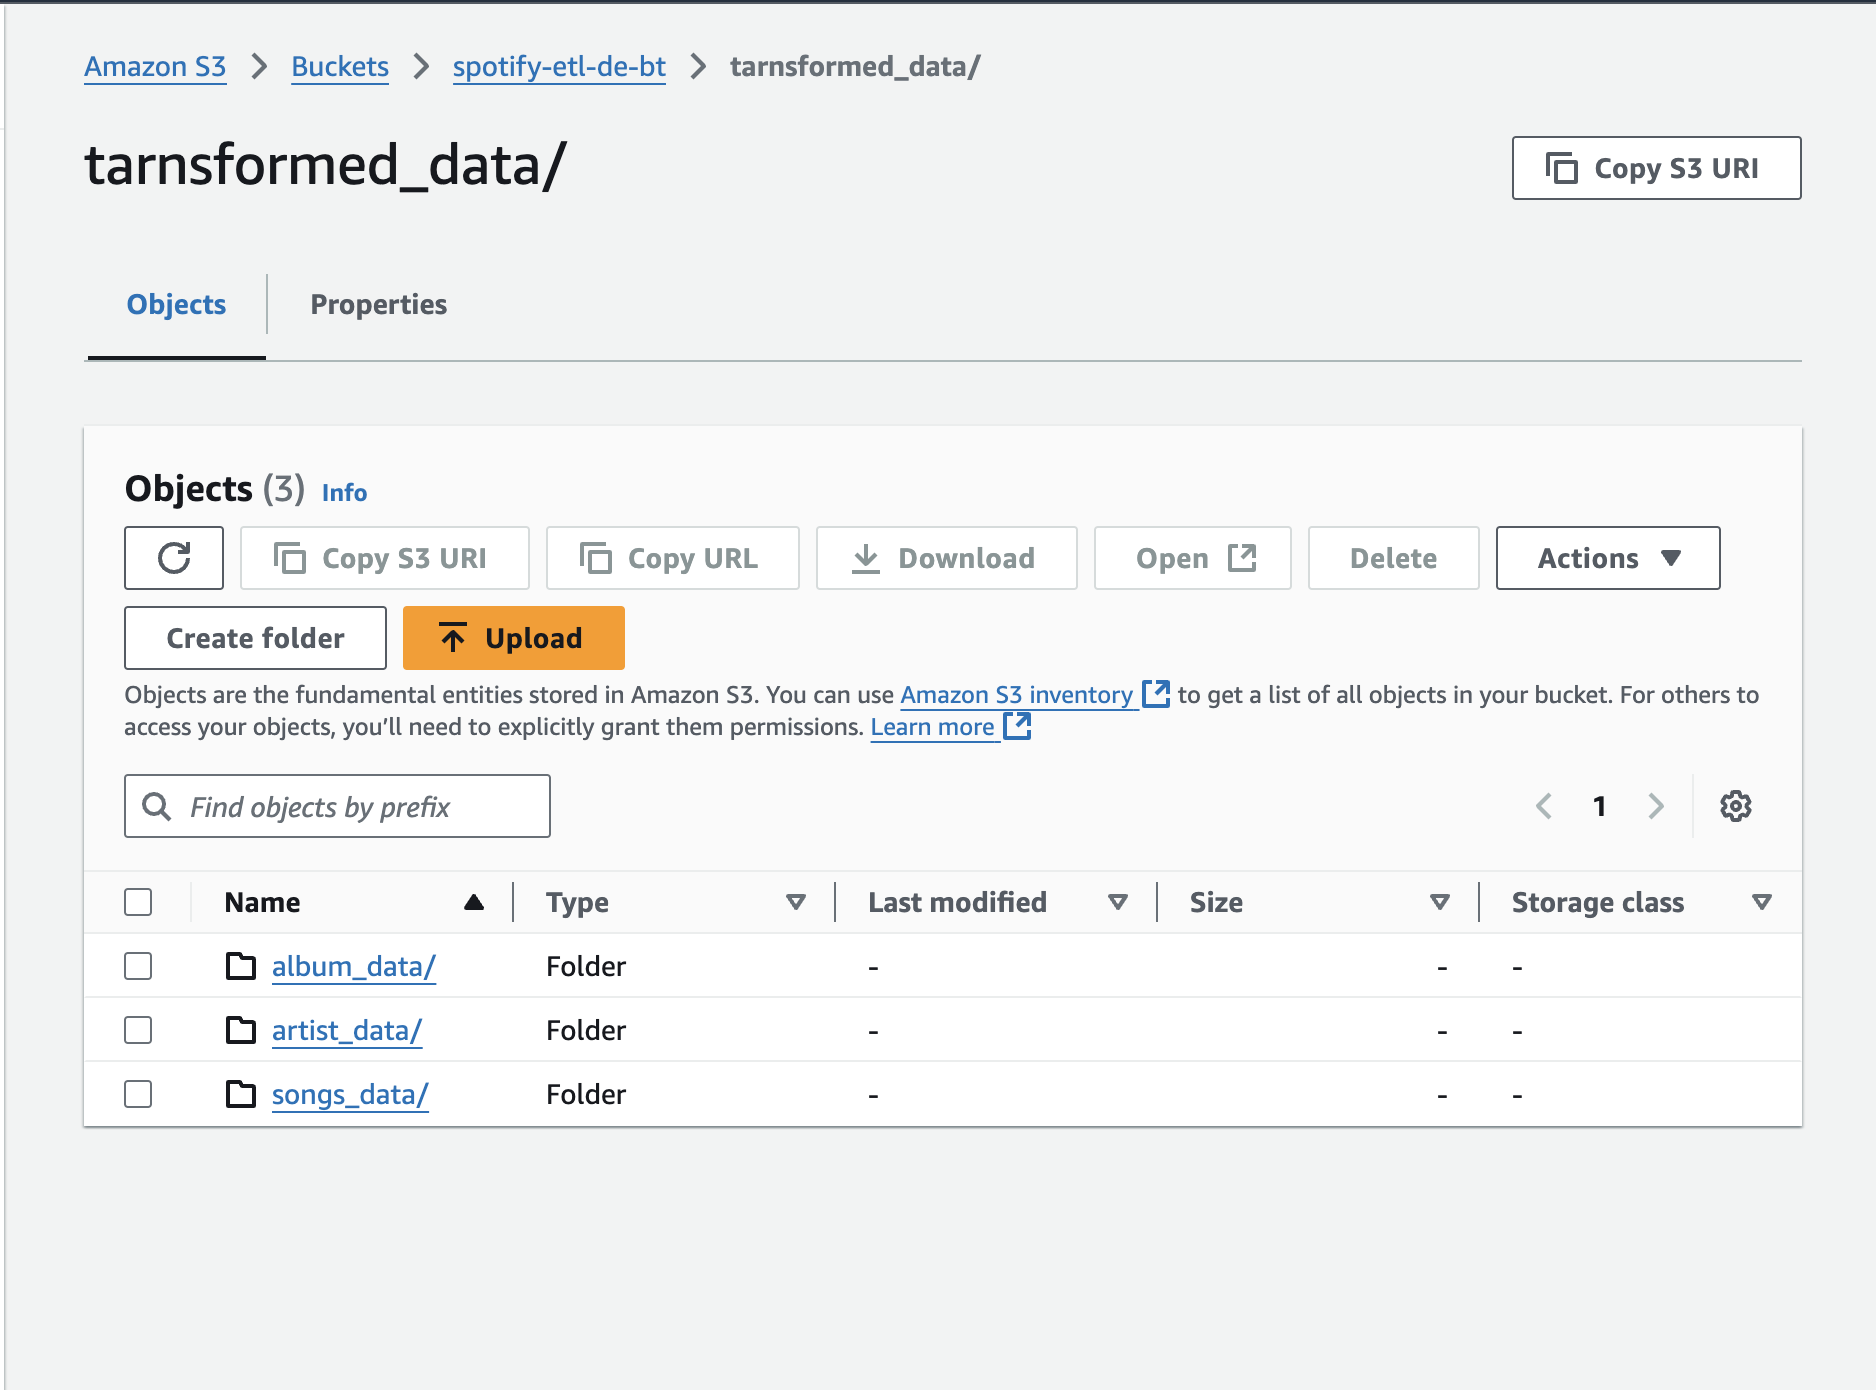 Amazon S3 > Buckets > spotify-etl-de-bt > tarnsformed_data/
tarnsformed_data/
Copy S3 URI
Objects Properties
Objects (3) Info
Copy S3 URI Copy URL Download Open Delete Actions
Create folder Upload
Objects are the fundamental entities stored in Amazon S3. You can use Amazon S3 inventory to get a list of all objects in your bucket. For others to
access your objects, you’ll need to explicitly grant them permissions. Learn more
Find objects by prefix
1
Name Type Last modified Size Storage class
album_data/ Folder - - -
artist_data/ Folder - - -
songs_data/ Folder - - -